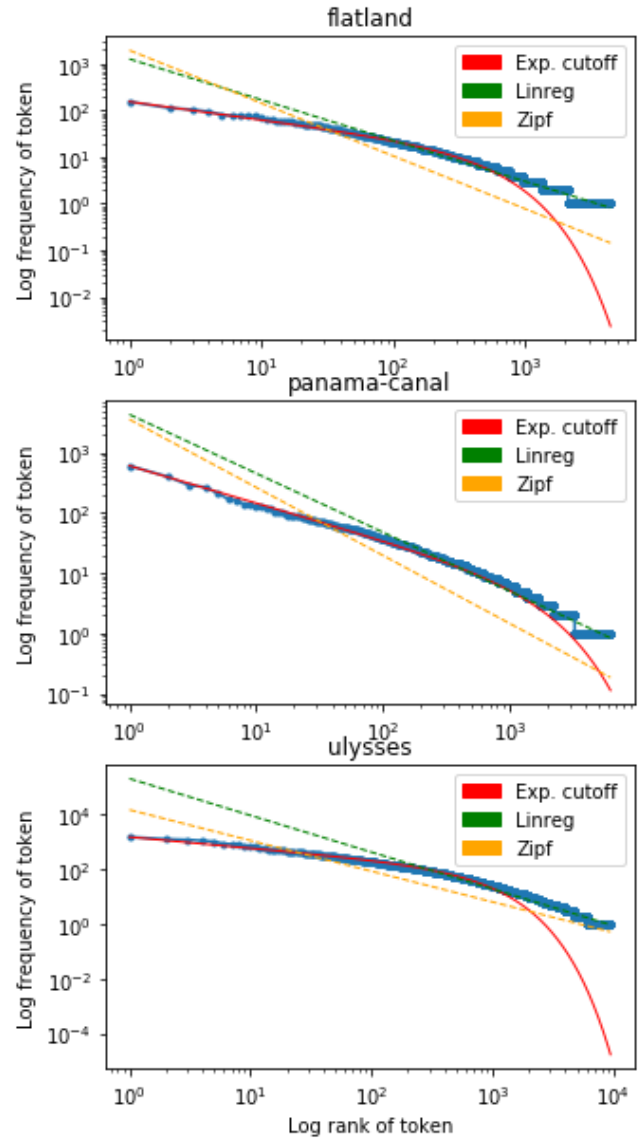 flatland
Log frequency of token
10³
10²
10¹
10⁰
10⁻¹
10⁻²
Exp. cutoff
Linreg
Zipf
10⁰ 10¹ 10² 10³
panama-canal
Log frequency of token
10³
10²
10¹
10⁰
10⁻¹
Exp. cutoff
Linreg
Zipf
10⁰ 10¹ 10² 10³
ulysses
Log frequency of token
10⁴
10²
10⁰
10⁻²
10⁻⁴
Exp. cutoff
Linreg
Zipf
10⁰ 10¹ 10² 10³ 10⁴
Log rank of token